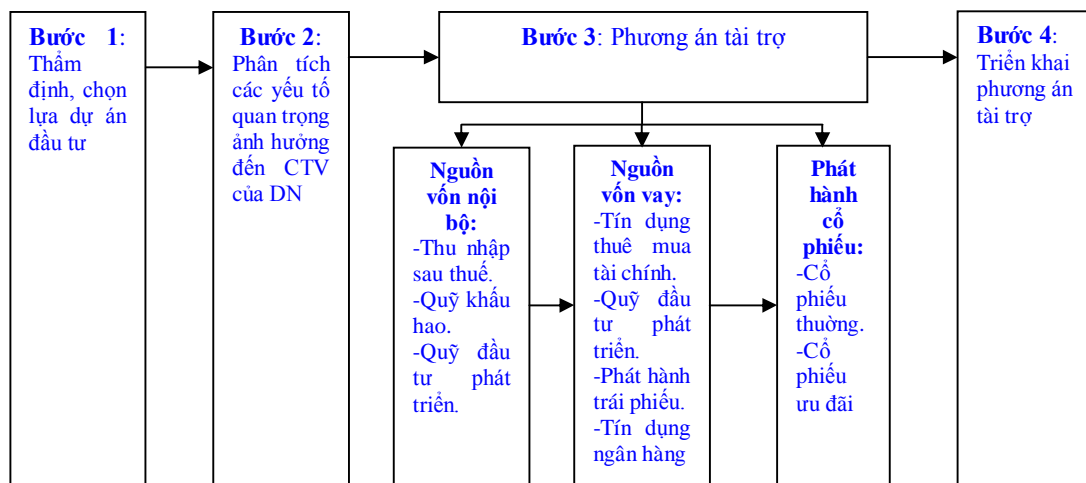 Bước 1:
Thẩm
định, chọn
lựa dự án
đầu tư
Bước 2:
Phân tích
các yếu tố
quan trọng
ảnh hưởng
đến CTV
của DN
Bước 3: Phương án tài trợ
Nguồn
vốn nội
bộ:
-Thu nhập
sau thuế.
-Quỹ khấu
hao.
-Quỹ đầu
tư phát
triển.
Nguồn
vốn vay:
-Tín dụng
thuê mua
tài chính.
-Quỹ đầu
tư phát
triển.
-Phát hành
trái phiếu.
-Tín dụng
ngân hàng
Phát
hành
cổ
phiếu:
-Cổ
phiếu
thuờng.
-Cổ
phiếu
ưu đãi
Bước 4:
Triển khai
phương án
tài trợ